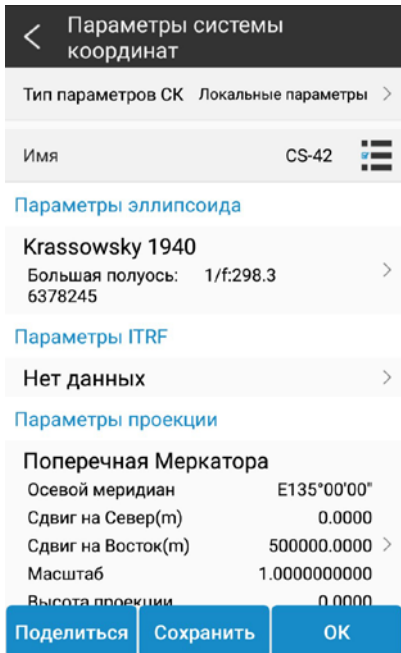 Параметры системы
координат
Тип параметров СК Локальные параметры
Имя CS-42
Параметры эллипсоида
Krassowsky 1940
Большая полуось: 1/f:298.3
6378245
Параметры ITRF
Нет данных
Параметры проекции
Поперечная Меркатора
Осевой меридиан E135°00'00"
Сдвиг на Север(m) 0.0000
Сдвиг на Восток(m) 500000.0000
Масштаб 1.0000000000
Высота проекции 0.0000
Поделиться Сохранить ОК